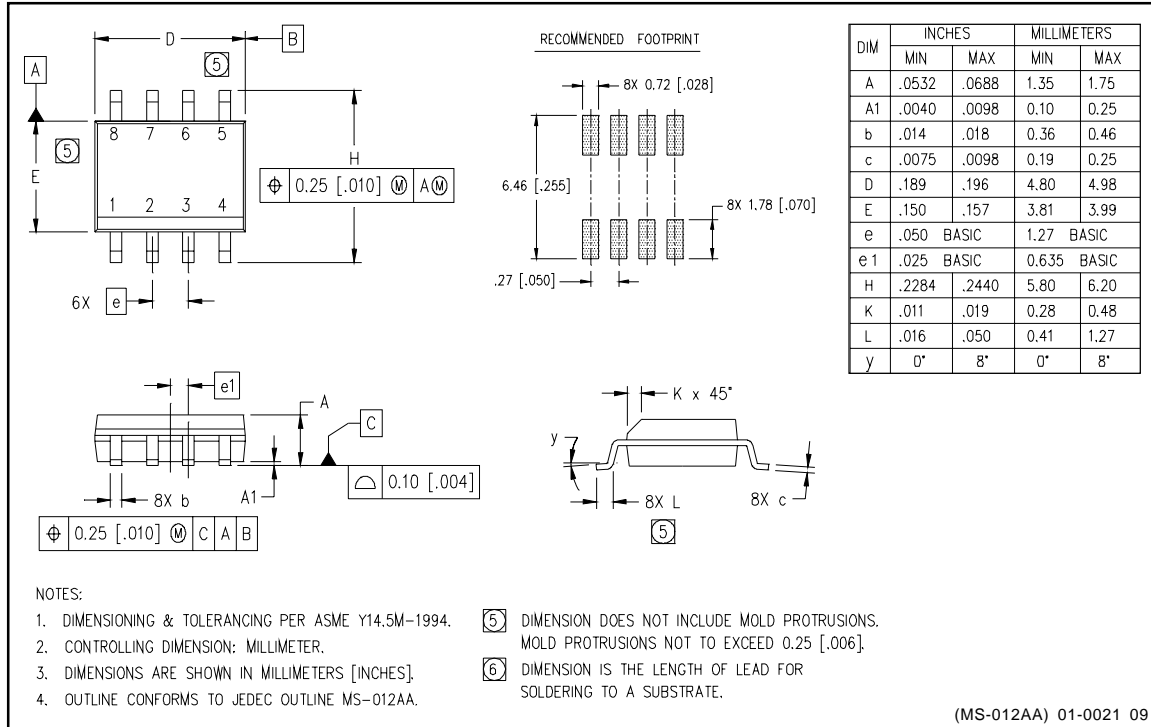 D
B
5
A
8 7 6 5
5
E
H
⌖ 0.25 [.010] Ⓜ AⓂ
1 2 3 4
6X e
RECOMMENDED FOOTPRINT
8X 0.72 [.028]
6.46 [.255]
8X 1.78 [.070]
.27 [.050]
DIM INCHES MILLIMETERS
MIN MAX MIN MAX
A .0532 .0688 1.35 1.75
A1 .0040 .0098 0.10 0.25
b .014 .018 0.36 0.46
c .0075 .0098 0.19 0.25
D .189 .196 4.80 4.98
E .150 .157 3.81 3.99
e .050 BASIC 1.27 BASIC
e1 .025 BASIC 0.635 BASIC
H .2284 .2440 5.80 6.20
K .011 .019 0.28 0.48
L .016 .050 0.41 1.27
y 0° 8° 0° 8°
e1
A
C
⌓ 0.10 [.004]
8X b
A1
⌖ 0.25 [.010] Ⓜ C A B
K x 45°
y
8X L
8X c
5
NOTES:
1. DIMENSIONING & TOLERANCING PER ASME Y14.5M-1994.
2. CONTROLLING DIMENSION: MILLIMETER.
3. DIMENSIONS ARE SHOWN IN MILLIMETERS [INCHES].
4. OUTLINE CONFORMS TO JEDEC OUTLINE MS-012AA.
5 DIMENSION DOES NOT INCLUDE MOLD PROTRUSIONS.
MOLD PROTRUSIONS NOT TO EXCEED 0.25 [.006].
6 DIMENSION IS THE LENGTH OF LEAD FOR
SOLDERING TO A SUBSTRATE.
(MS-012AA) 01-0021 09